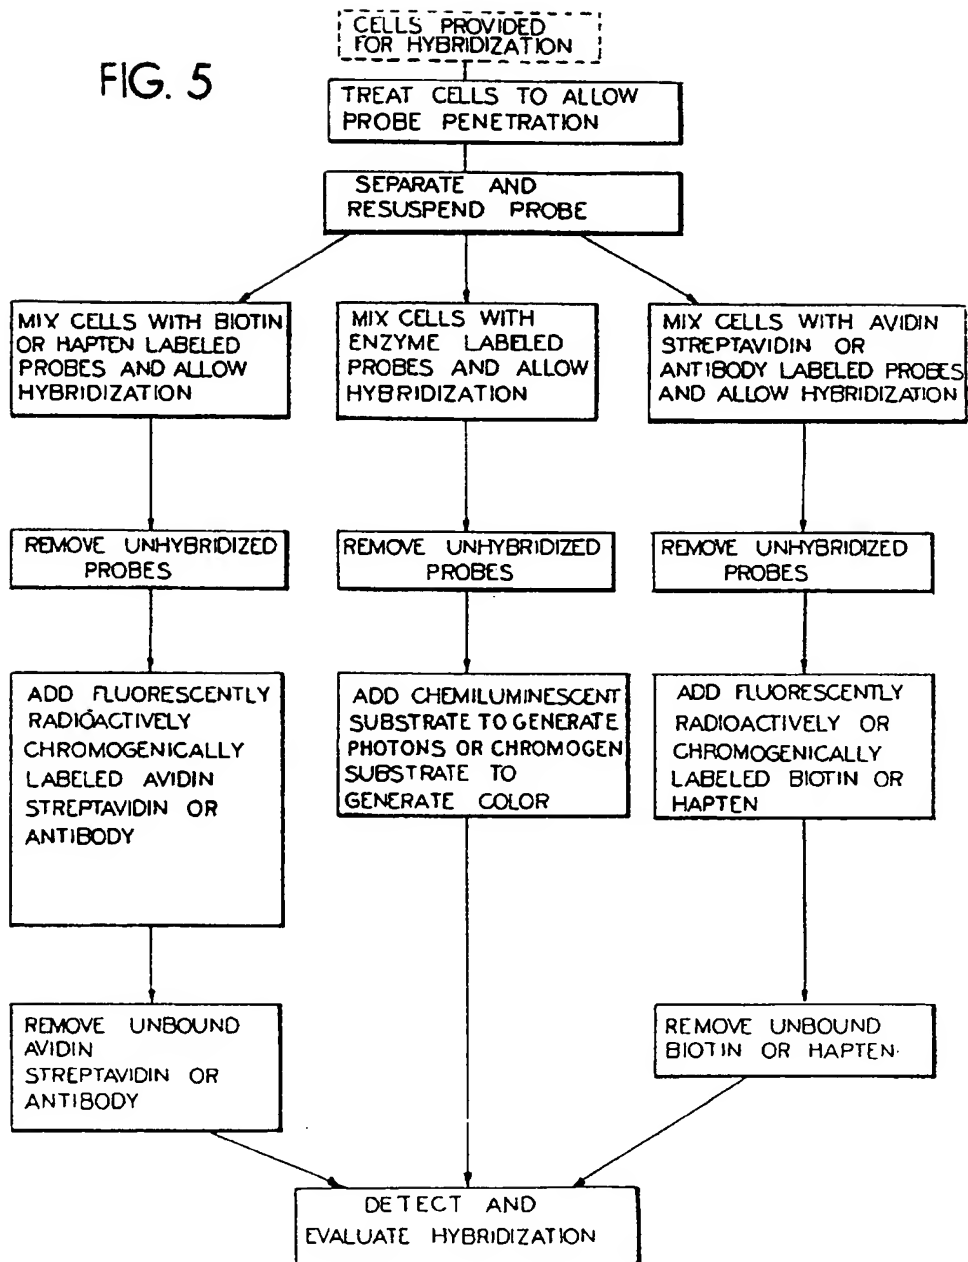 FIG. 5
CELLS PROVIDED
FOR HYBRIDIZATION
TREAT CELLS TO ALLOW
PROBE PENETRATION
SEPARATE AND
RESUSPEND PROBE
MIX CELLS WITH BIOTIN
OR HAPTEN LABELED
PROBES AND ALLOW
HYBRIDIZATION
MIX CELLS WITH
ENZYME LABELED
PROBES AND ALLOW
HYBRIDIZATION
MIX CELLS WITH AVIDIN
STREPTAVIDIN OR
ANTIBODY LABELED PROBES
AND ALLOW HYBRIDIZATION
REMOVE UNHYBRIDIZED
PROBES
REMOVE UNHYBRIDIZED
PROBES
REMOVE UNHYBRIDIZED
PROBES
ADD FLUORESCENTLY
RADIOACTIVELY
CHROMOGENICALLY
LABELED AVIDIN
STREPTAVIDIN OR
ANTIBODY
ADD CHEMILUMINESCENT
SUBSTRATE TO GENERATE
PHOTONS OR CHROMOGEN
SUBSTRATE TO
GENERATE COLOR
ADD FLUORESCENTLY
RADIOACTIVELY OR
CHROMOGENICALLY
LABELED BIOTIN OR
HAPTEN
REMOVE UNBOUND
AVIDIN
STREPTAVIDIN OR
ANTIBODY
REMOVE UNBOUND
BIOTIN OR HAPTEN
DETECT AND
EVALUATE HYBRIDIZATION